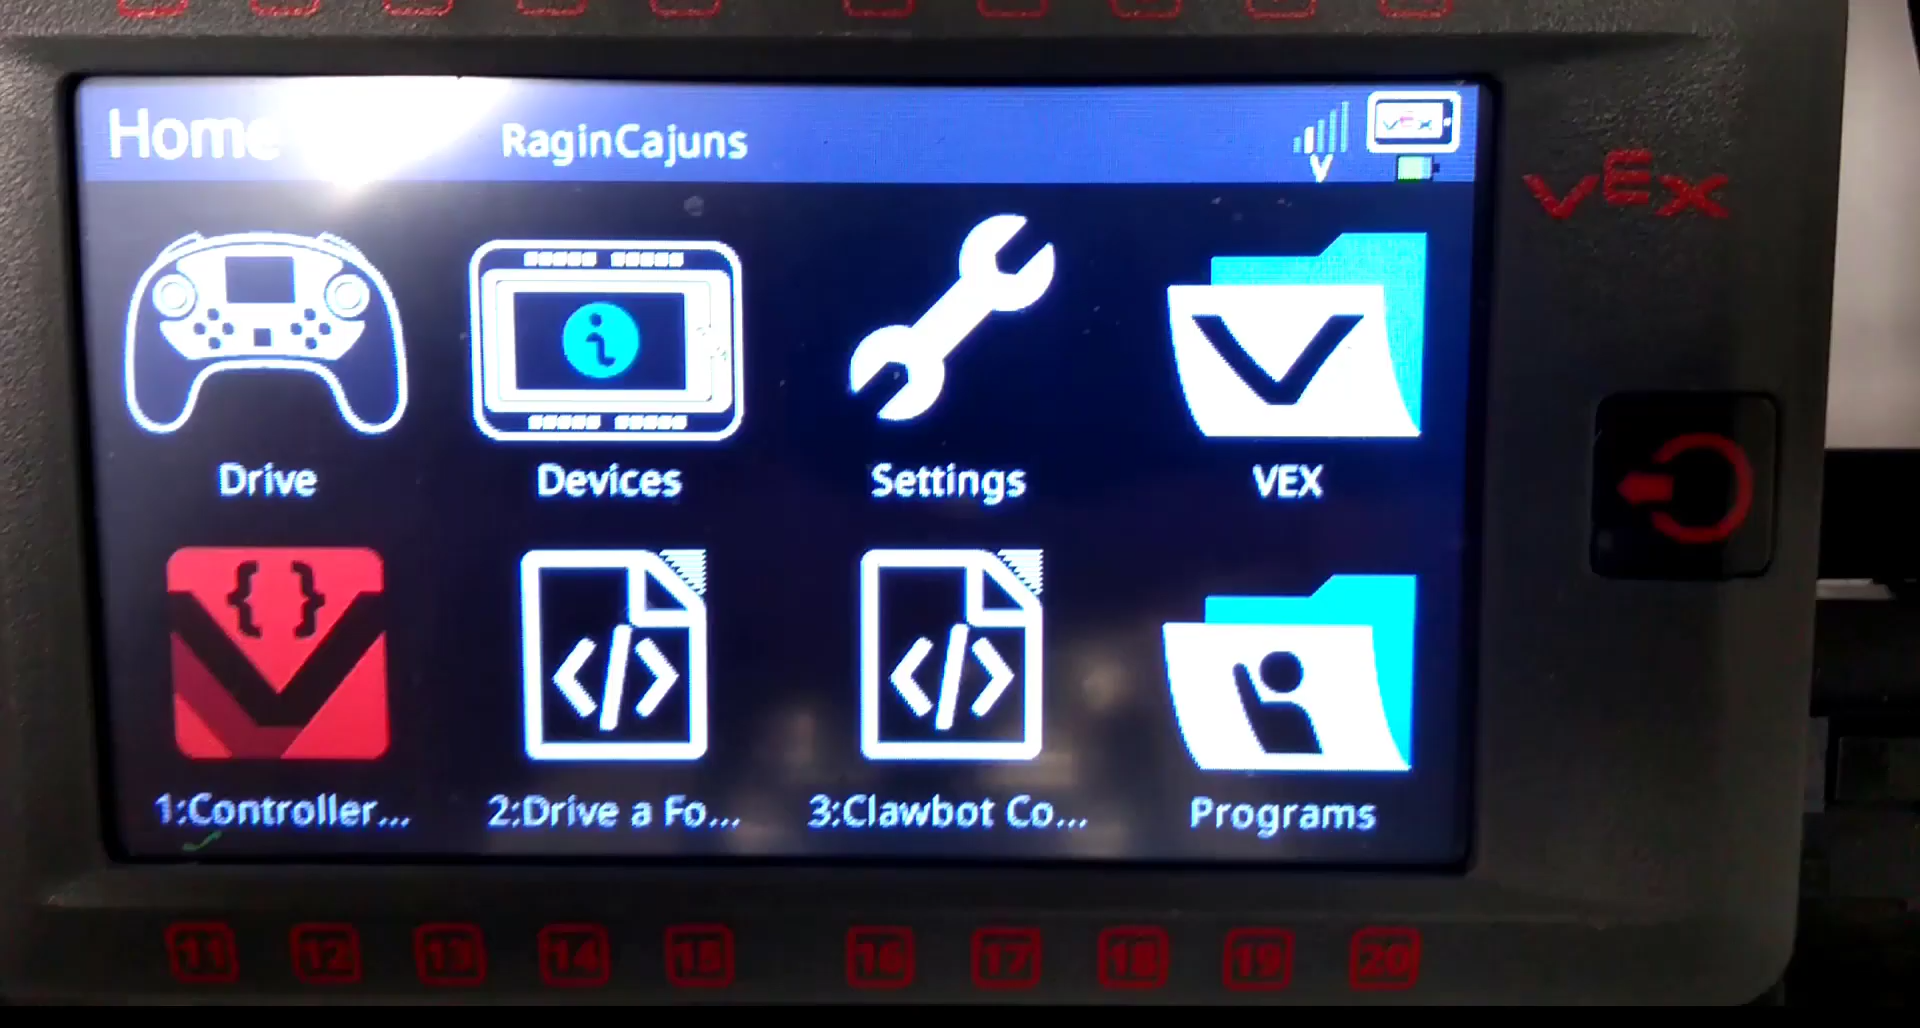 Home
RaginCajuns
V
VEX
VEX
Drive
Devices
Settings
VEX
{ }
</>
</>
1:Controller...
2:Drive a Fo...
3:Clawbot Co...
Programs
11 12 13 14 15 16 17 18 19 20